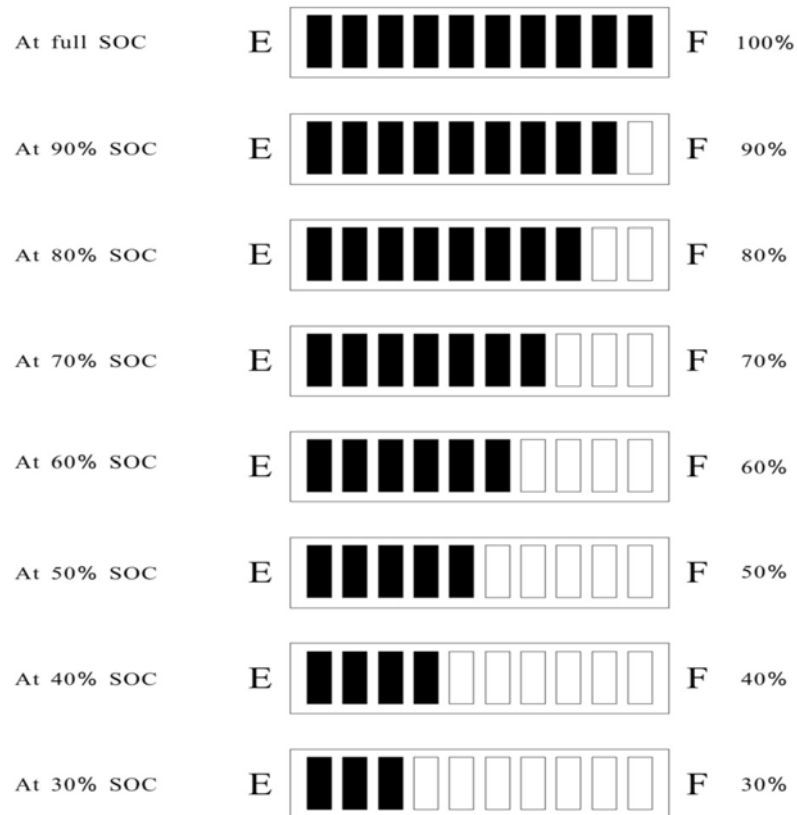 At full SOC E F 100%
At 90% SOC E F 90%
At 80% SOC E F 80%
At 70% SOC E F 70%
At 60% SOC E F 60%
At 50% SOC E F 50%
At 40% SOC E F 40%
At 30% SOC E F 30%